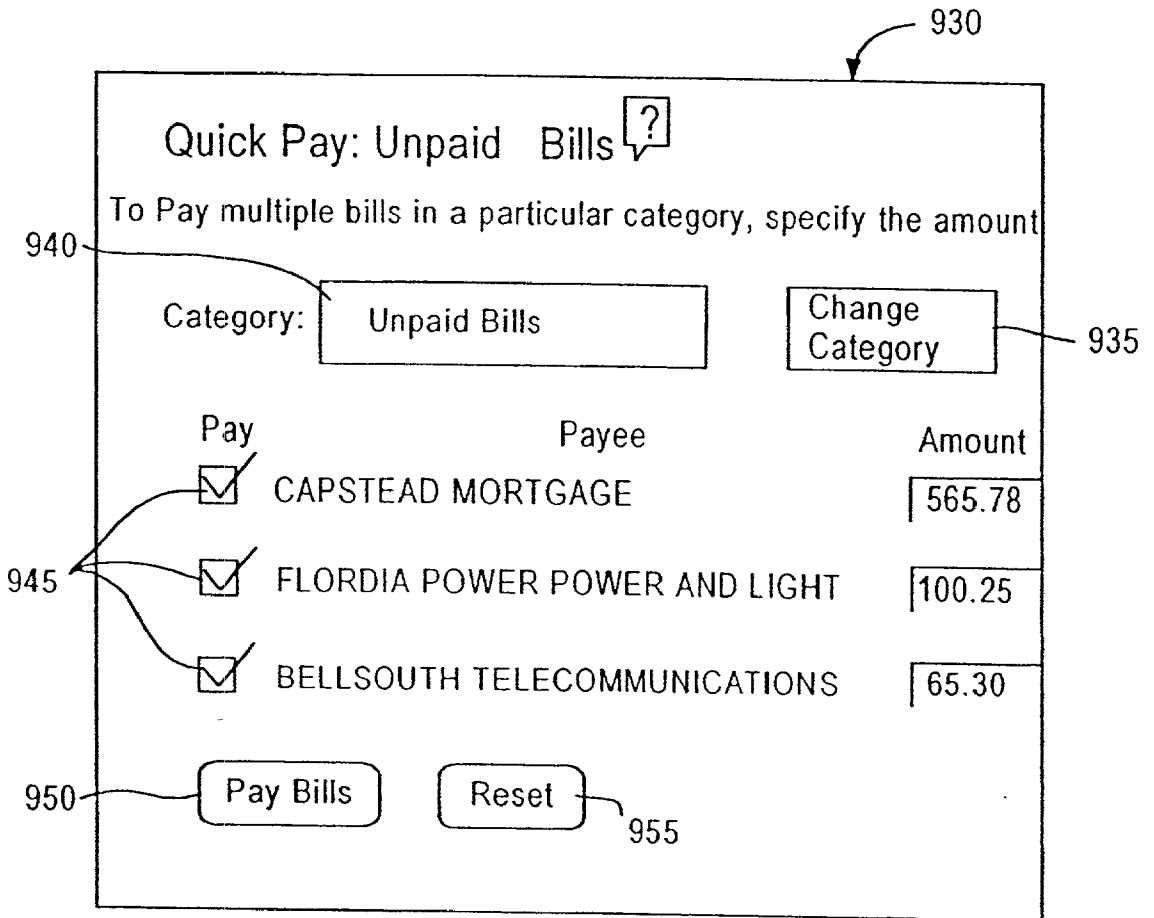 930
Quick Pay: Unpaid Bills ?
To Pay multiple bills in a particular category, specify the amount
940
Category: Unpaid Bills
Change
Category
935
Pay Payee Amount
CAPSTEAD MORTGAGE 565.78
945
FLORDIA POWER POWER AND LIGHT 100.25
BELLSOUTH TELECOMMUNICATIONS 65.30
950
Pay Bills Reset
955